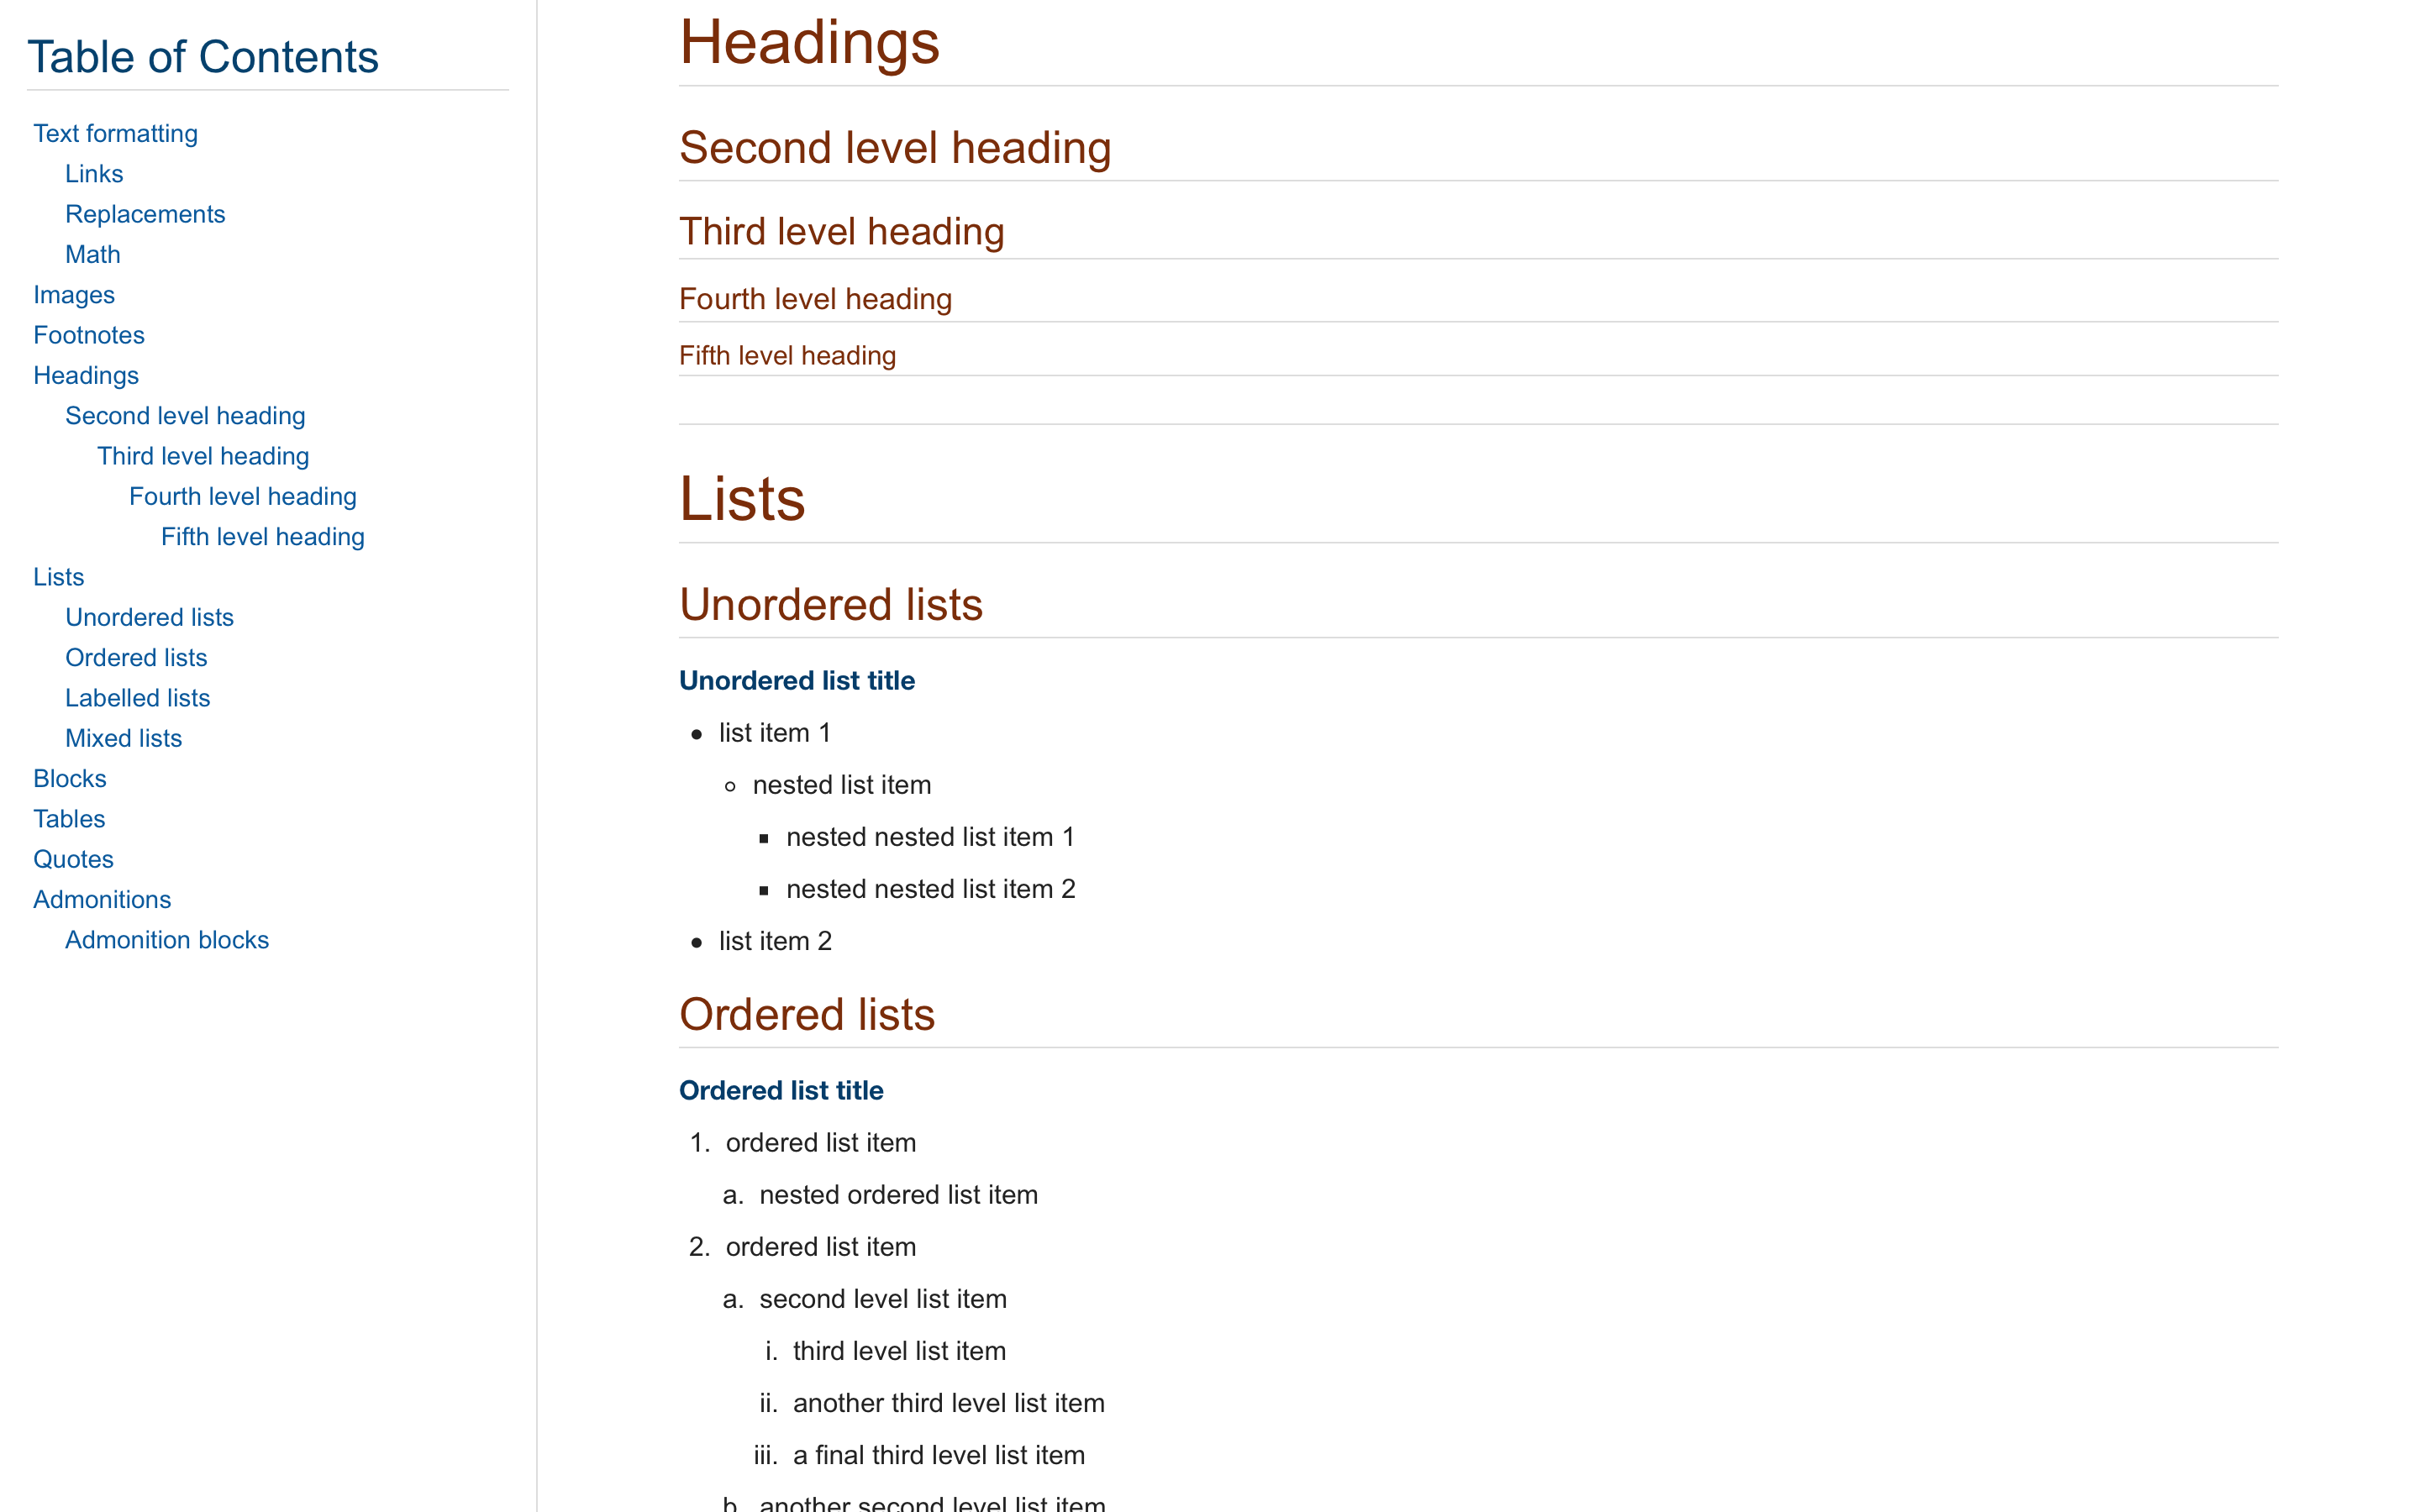 Table of Contents
Text formatting
Links
Replacements
Math
Images
Footnotes
Headings
Second level heading
Third level heading
Fourth level heading
Fifth level heading
Lists
Unordered lists
Ordered lists
Labelled lists
Mixed lists
Blocks
Tables
Quotes
Admonitions
Admonition blocks
Headings
Second level heading
Third level heading
Fourth level heading
Fifth level heading
Lists
Unordered lists
Unordered list title
• list item 1
◦ nested list item
▪ nested nested list item 1
▪ nested nested list item 2
• list item 2
Ordered lists
Ordered list title
1. ordered list item
a. nested ordered list item
2. ordered list item
a. second level list item
i. third level list item
ii. another third level list item
iii. a final third level list item
b. another second level list item